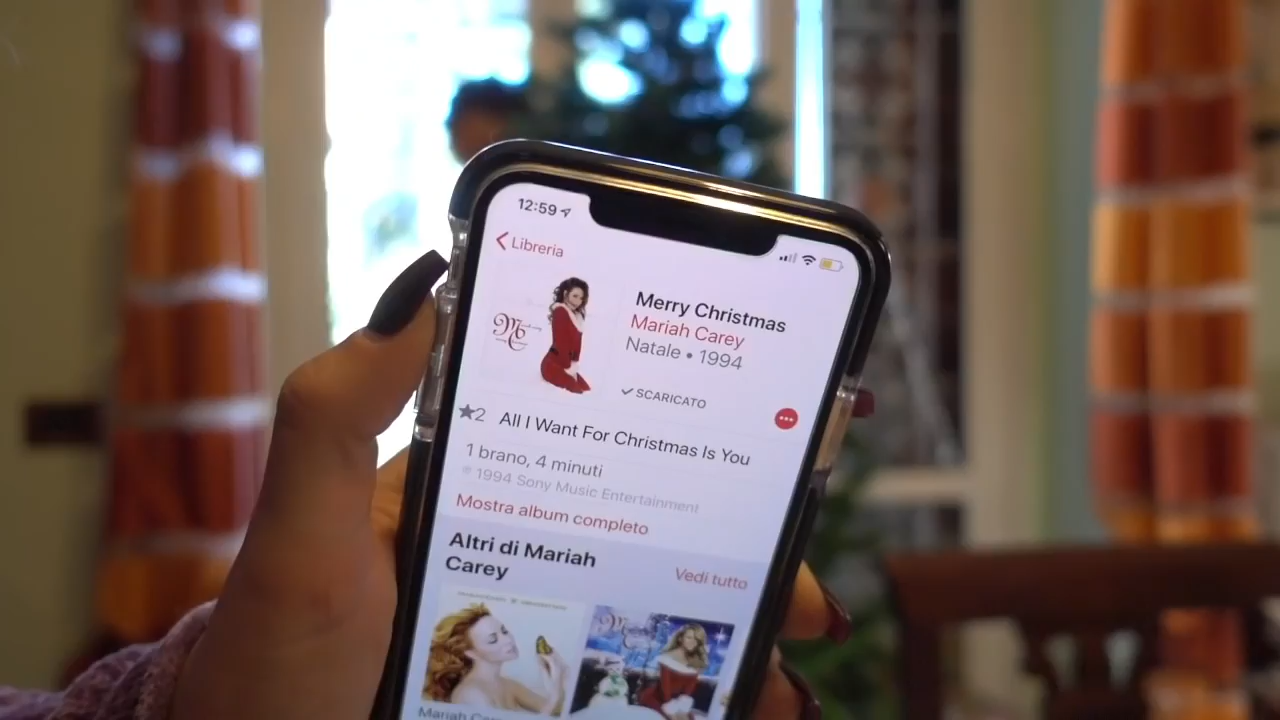 12:59
Libreria
Merry Christmas
Mariah Carey
Natale • 1994
MC
SCARICATO
★2 All I Want For Christmas Is You
1 brano, 4 minuti
℗ 1994 Sony Music Entertainment
Mostra album completo
Altri di Mariah
Carey
Vedi tutto